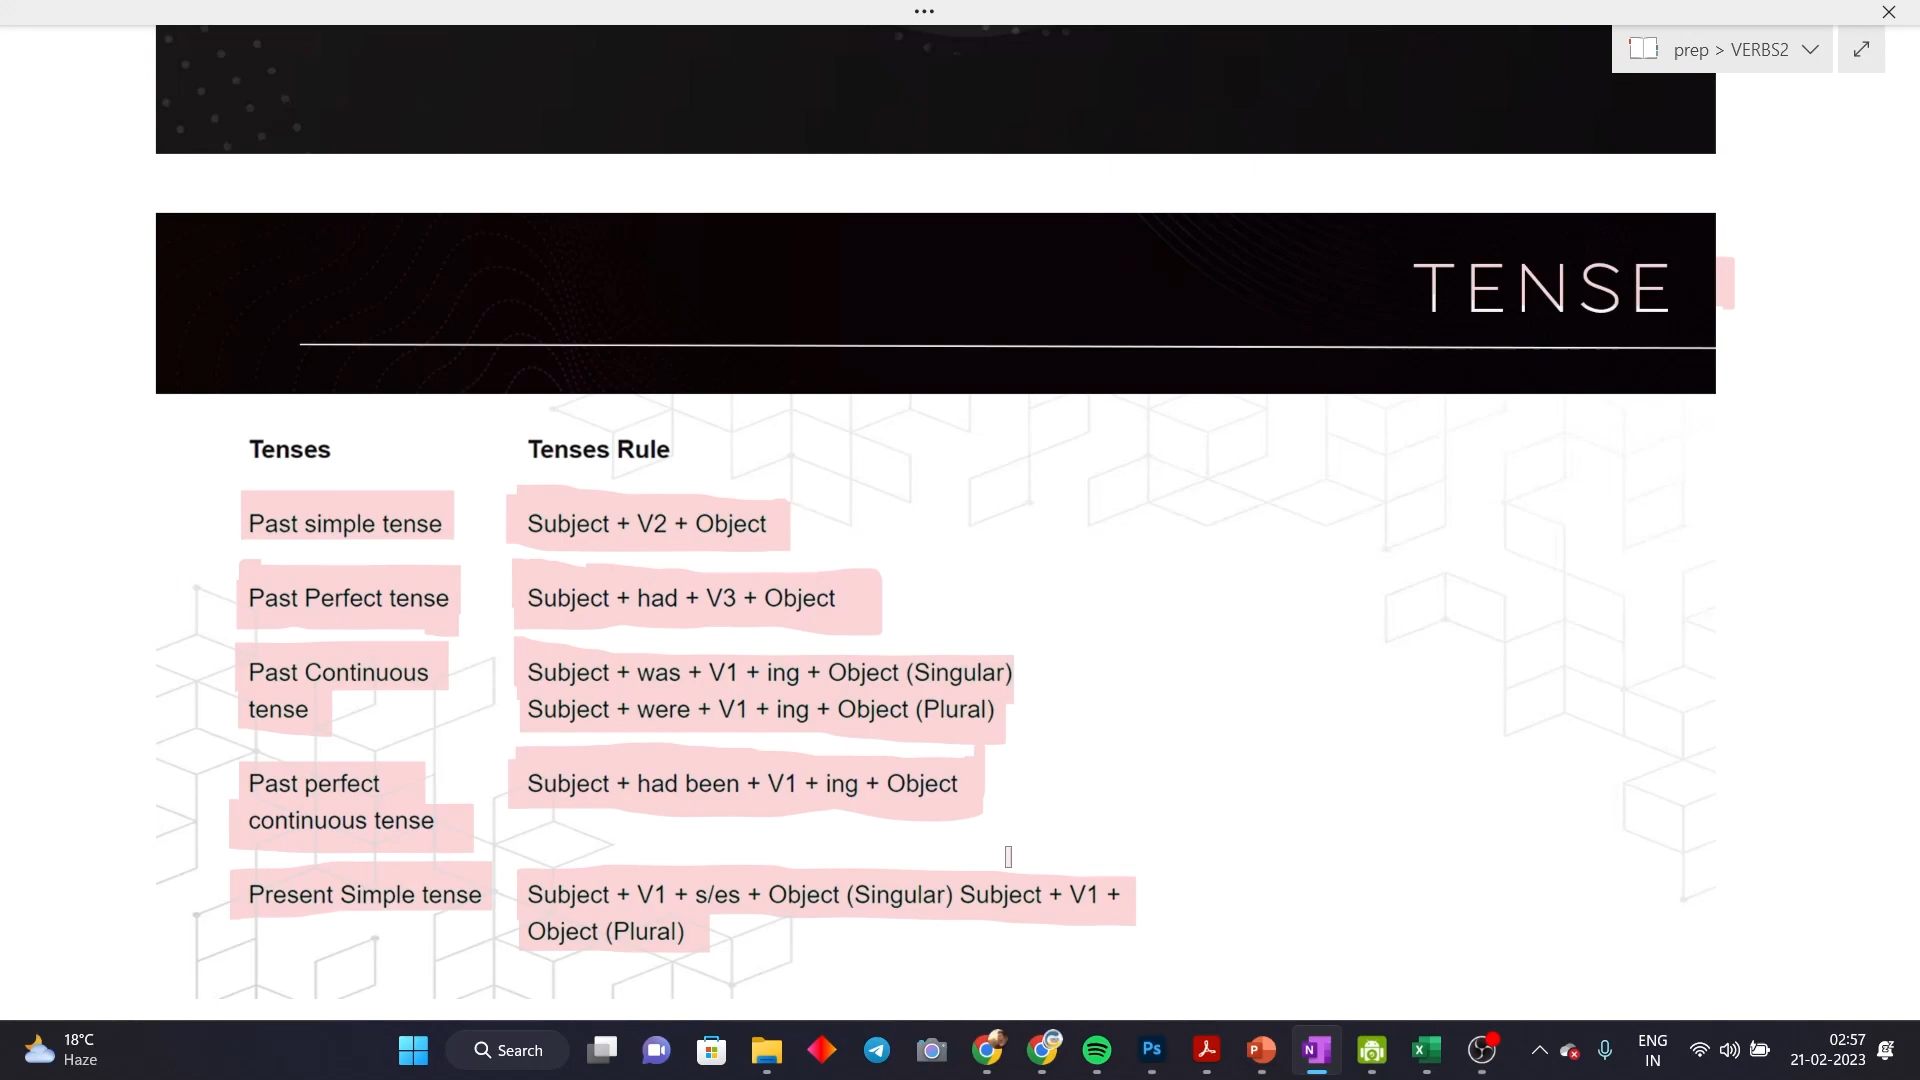 •••
prep > VERBS2
TENSE
Tenses
Tenses Rule
Past simple tense
Subject + V2 + Object
Past Perfect tense
Subject + had + V3 + Object
Past Continuous
tense
Subject + was + V1 + ing + Object (Singular)
Subject + were + V1 + ing + Object (Plural)
Past perfect
continuous tense
Subject + had been + V1 + ing + Object
Present Simple tense
Subject + V1 + s/es + Object (Singular) Subject + V1 +
Object (Plural)
18°C
Haze
Search
Ps
P
N
X
ENG
IN
02:57
21-02-2023